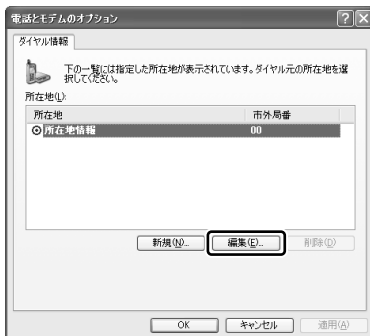 電話とモデムのオプション
ダイヤル情報
下の一覧には指定した所在地が表示されています。ダイヤル元の所在地を選
択してください。
所在地(L):
所在地 市外局番
所在地情報 00
新規(N)... 編集(E)... 削除(D)
OK キャンセル 適用(A)